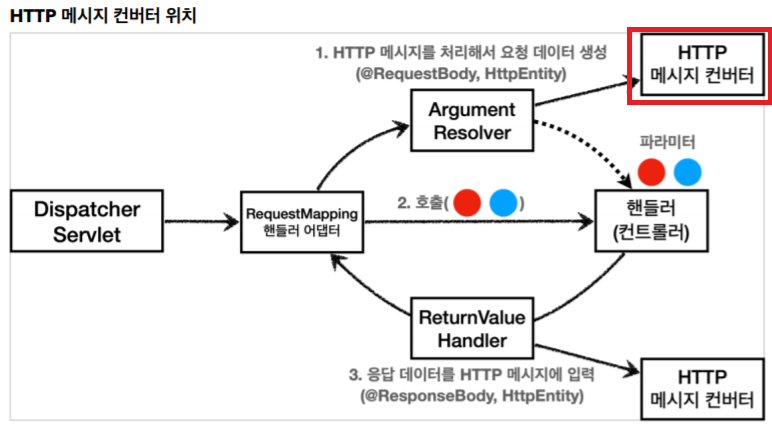 HTTP 메시지 컨버터 위치
1. HTTP 메시지를 처리해서 요청 데이터 생성
(@RequestBody, HttpEntity)
HTTP
메시지 컨버터
Argument
Resolver
파라미터
Dispatcher
Servlet
RequestMapping
핸들러 어댑터
2. 호출( )
핸들러
(컨트롤러)
ReturnValue
Handler
3. 응답 데이터를 HTTP 메시지에 입력
(@ResponseBody, HttpEntity)
HTTP
메시지 컨버터